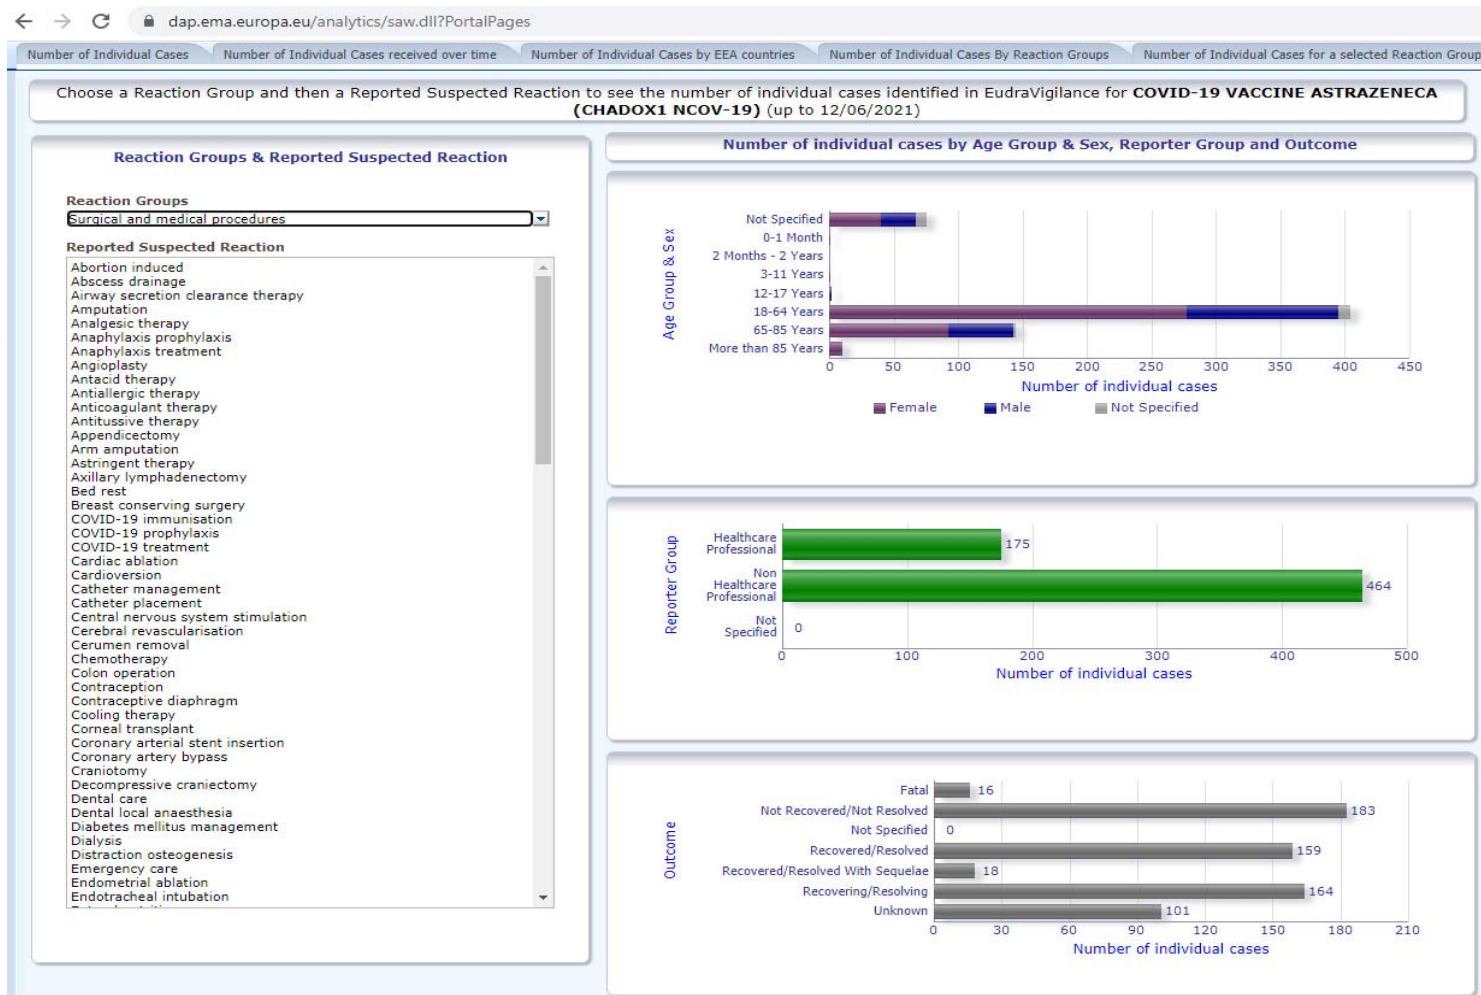 dap.ema.europa.eu/analytics/saw.dll?PortalPages
Number of Individual Cases
Number of Individual Cases received over time
Number of Individual Cases by EEA countries
Number of Individual Cases By Reaction Groups
Number of Individual Cases for a selected Reaction Group
Choose a Reaction Group and then a Reported Suspected Reaction to see the number of individual cases identified in EudraVigilance for COVID-19 VACCINE ASTRAZENECA
(CHADOX1 NCOV-19) (up to 12/06/2021)
Reaction Groups & Reported Suspected Reaction
Reaction Groups
Surgical and medical procedures
Reported Suspected Reaction
Abortion induced
Abscess drainage
Airway secretion clearance therapy
Amputation
Analgesic therapy
Anaphylaxis prophylaxis
Anaphylaxis treatment
Angioplasty
Antacid therapy
Antiallergic therapy
Anticoagulant therapy
Antitussive therapy
Appendicectomy
Arm amputation
Astringent therapy
Axillary lymphadenectomy
Bed rest
Breast conserving surgery
COVID-19 immunisation
COVID-19 prophylaxis
COVID-19 treatment
Cardiac ablation
Cardioversion
Catheter management
Catheter placement
Central nervous system stimulation
Cerebral revascularisation
Cerumen removal
Chemotherapy
Colon operation
Contraception
Contraceptive diaphragm
Cooling therapy
Corneal transplant
Coronary arterial stent insertion
Coronary artery bypass
Craniotomy
Decompressive craniectomy
Dental care
Dental local anaesthesia
Diabetes mellitus management
Dialysis
Distraction osteogenesis
Emergency care
Endometrial ablation
Endotracheal intubation
Number of individual cases by Age Group & Sex, Reporter Group and Outcome
Age Group & Sex
Not Specified
0-1 Month
2 Months - 2 Years
3-11 Years
12-17 Years
18-64 Years
65-85 Years
More than 85 Years
0 50 100 150 200 250 300 350 400 450
Number of individual cases
Female Male Not Specified
Reporter Group
Healthcare
Professional
175
Non
Healthcare
Professional
464
Not
Specified
0
0 100 200 300 400 500
Number of individual cases
Outcome
Fatal 16
Not Recovered/Not Resolved 183
Not Specified 0
Recovered/Resolved 159
Recovered/Resolved With Sequelae 18
Recovering/Resolving 164
Unknown 101
0 30 60 90 120 150 180 210
Number of individual cases